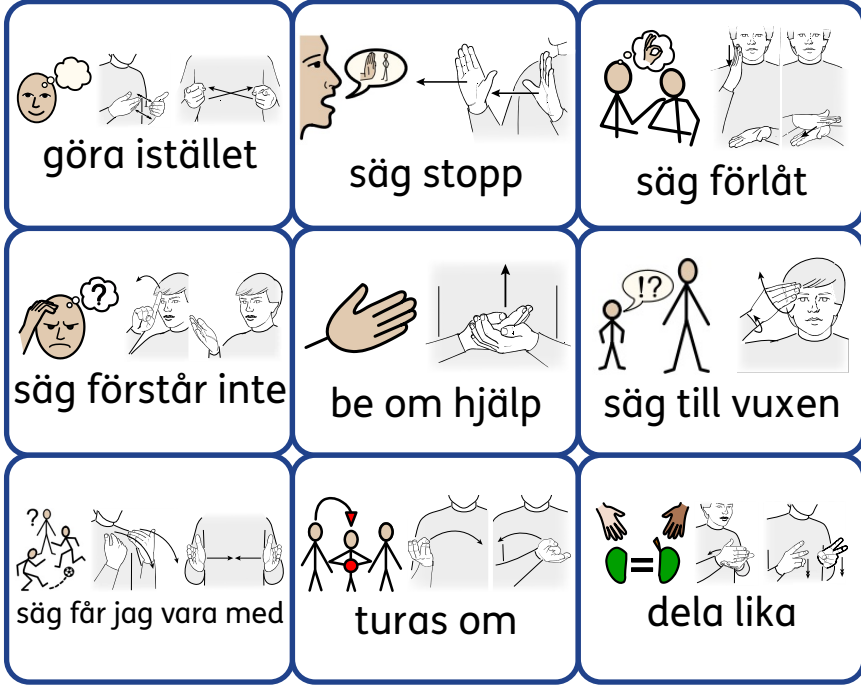 göra istället
säg stopp
säg förlåt
?
säg förstår inte
be om hjälp
!?
säg till vuxen
?
säg får jag vara med
turas om
=
dela lika